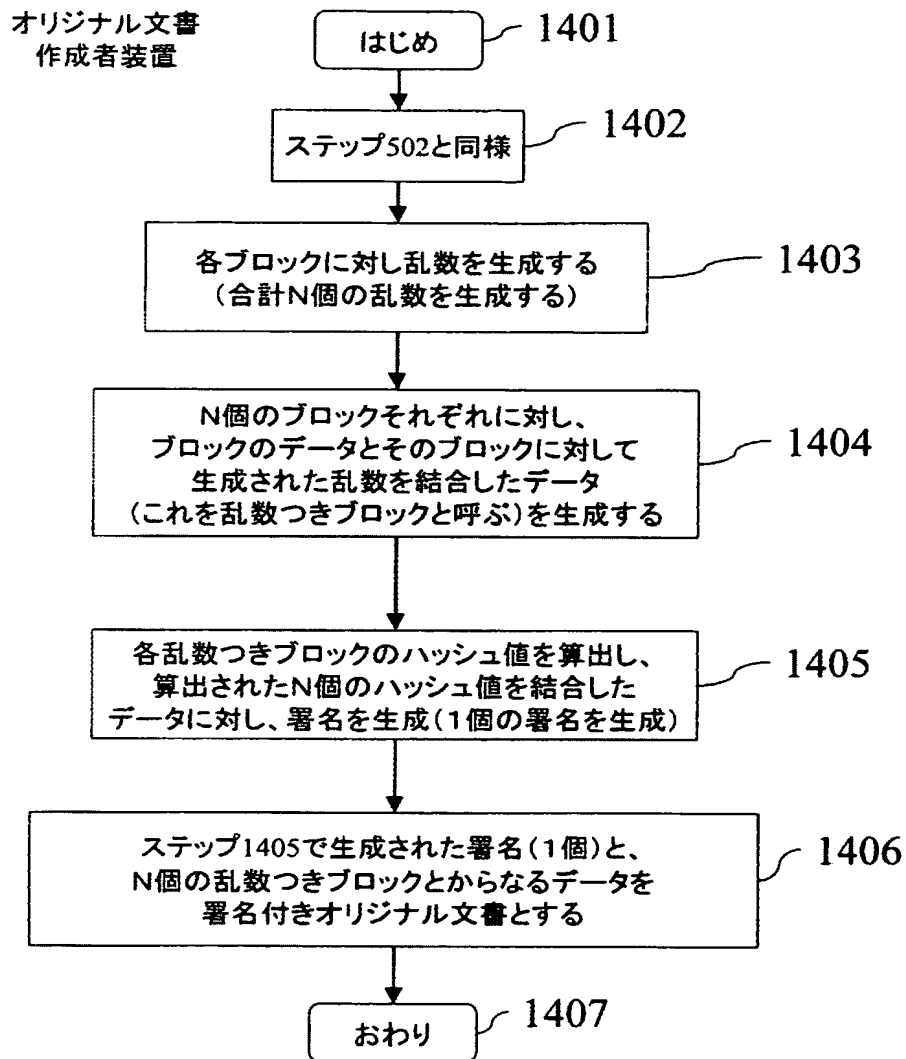 オリジナル文書
作成者装置
はじめ
1401
ステップ502と同様
1402
各ブロックに対し乱数を生成する
（合計N個の乱数を生成する）
1403
N個のブロックそれぞれに対し、
ブロックのデータとそのブロックに対して
生成された乱数を結合したデータ
（これを乱数つきブロックと呼ぶ）を生成する
1404
各乱数つきブロックのハッシュ値を算出し、
算出されたN個のハッシュ値を結合した
データに対し、署名を生成（1個の署名を生成）
1405
ステップ1405で生成された署名（1個）と、
N個の乱数つきブロックとからなるデータを
署名付きオリジナル文書とする
1406
おわり
1407